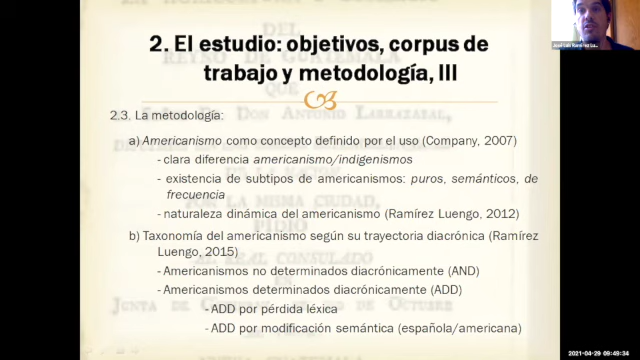 2. El estudio: objetivos, corpus de
trabajo y metodología, III
2.3. La metodología:
a) Americanismo como concepto definido por el uso (Company, 2007)
- clara diferencia americanismo/indigenismos
- existencia de subtipos de americanismos: puros, semánticos, de
frecuencia
- naturaleza dinámica del americanismo (Ramírez Luengo, 2012)
b) Taxonomía del americanismo según su trayectoria diacrónica (Ramírez
Luengo, 2015)
- Americanismos no determinados diacrónicamente (AND)
- Americanismos determinados diacrónicamente (ADD)
- ADD por pérdida léxica
- ADD por modificación semántica (española/americana)
2021-04-29 09:49:34